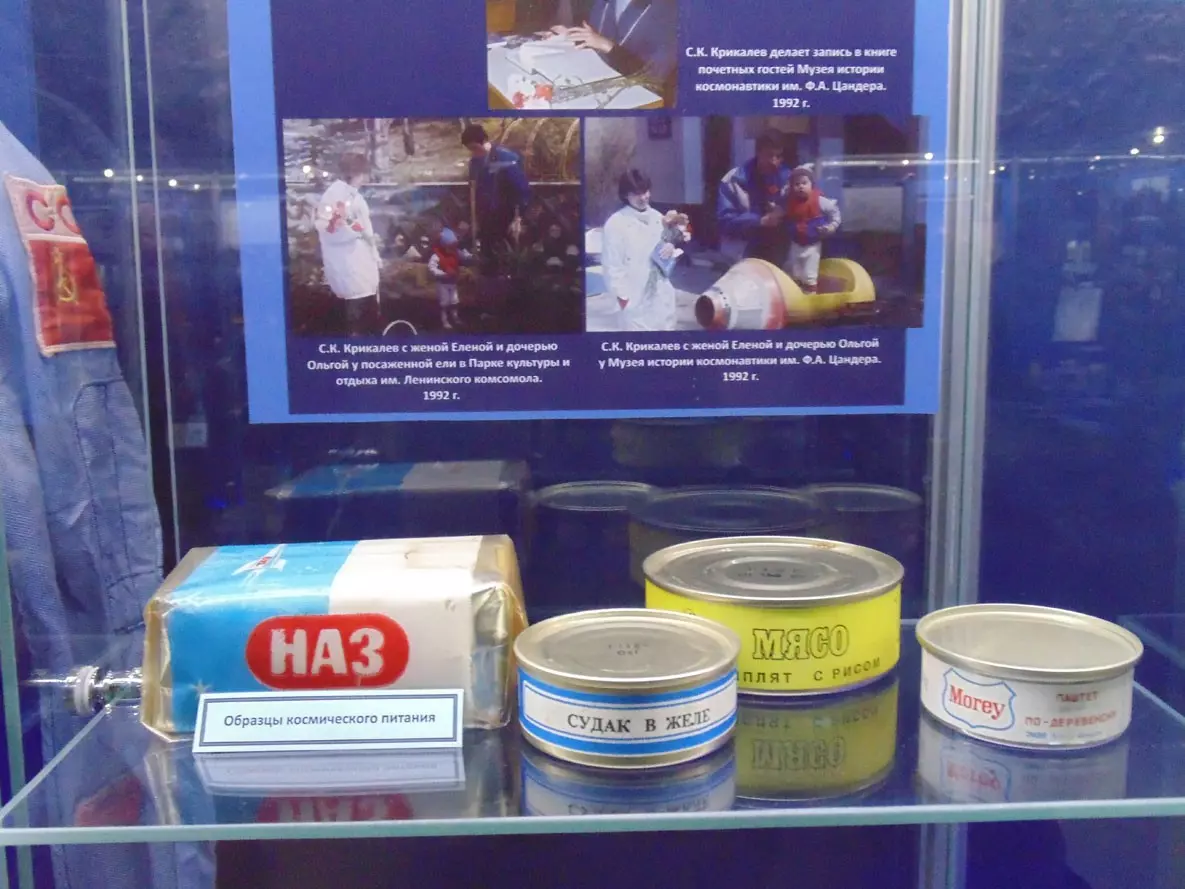 С.К. Крикалев делает запись в книге
почетных гостей Музея истории
космонавтики им. Ф.А. Цандера.
1992 г.
С.К. Крикалев с женой Еленой и дочерью
Ольгой у посаженной ели в Парке культуры и
отдыха им. Ленинского комсомола.
1992 г.
С.К. Крикалев с женой Еленой и дочерью Ольгой
у Музея истории космонавтики им. Ф.А. Цандера.
1992 г.
НАЗ
Образцы космического питания
СУДАК В ЖЕЛЕ
МЯСО
С РИСОМ
Morey
ПАШТЕТ